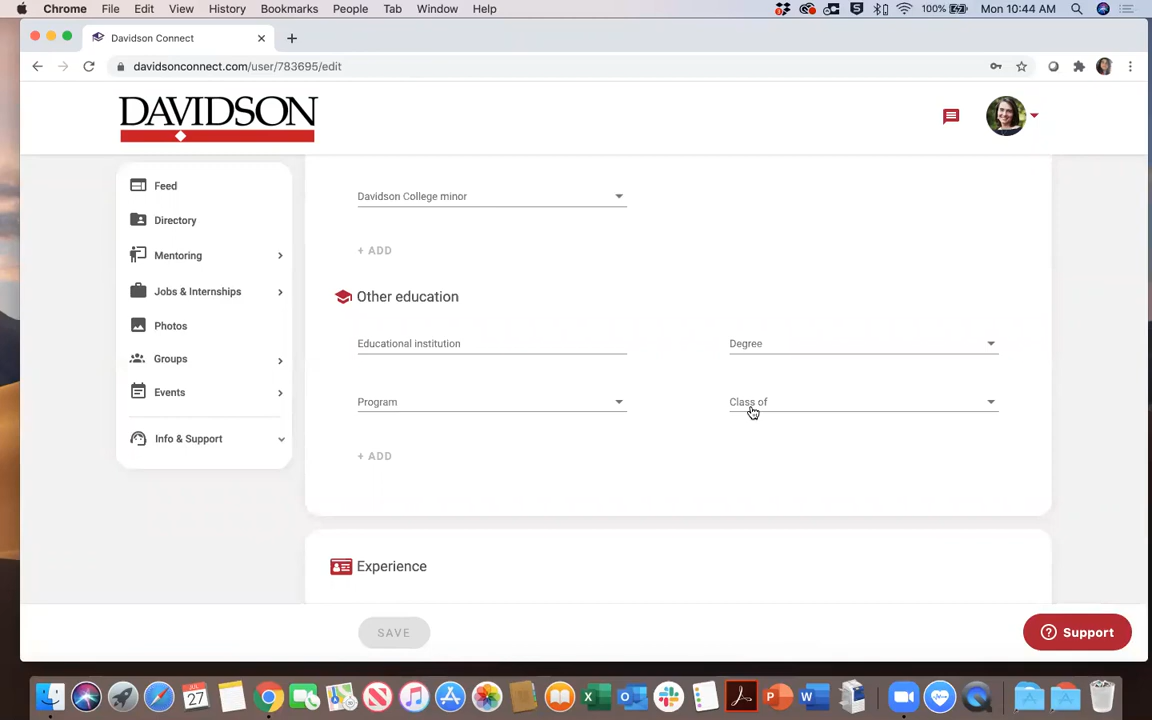 Chrome File Edit View History Bookmarks People Tab Window Help 100% Mon 10:44 AM
Davidson Connect
davidsonconnect.com/user/783695/edit
DAVIDSON
Feed
Directory
Mentoring
Jobs & Internships
Photos
Groups
Events
Info & Support
Davidson College minor
+ ADD
Other education
Educational institution
Degree
Program
Class of
+ ADD
Experience
SAVE
Support
JUL
27